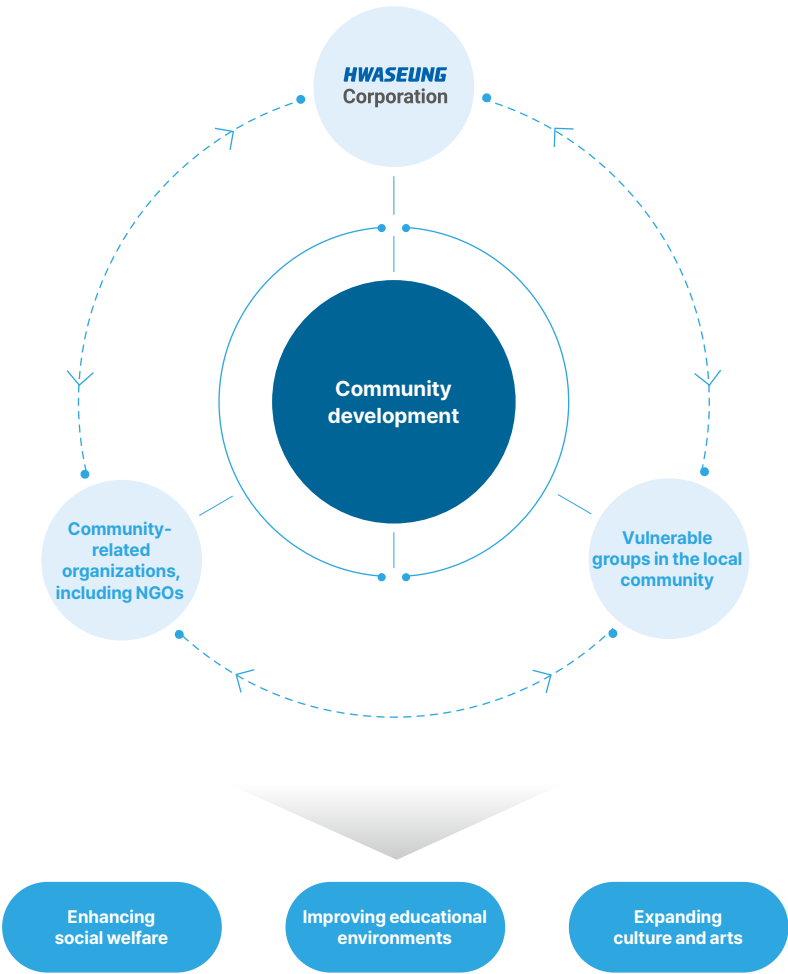 HWASEUNG
Corporation
Community
development
Community-
related
organizations,
including NGOs
Vulnerable
groups in the local
community
Enhancing
social welfare
Improving educational
environments
Expanding
culture and arts